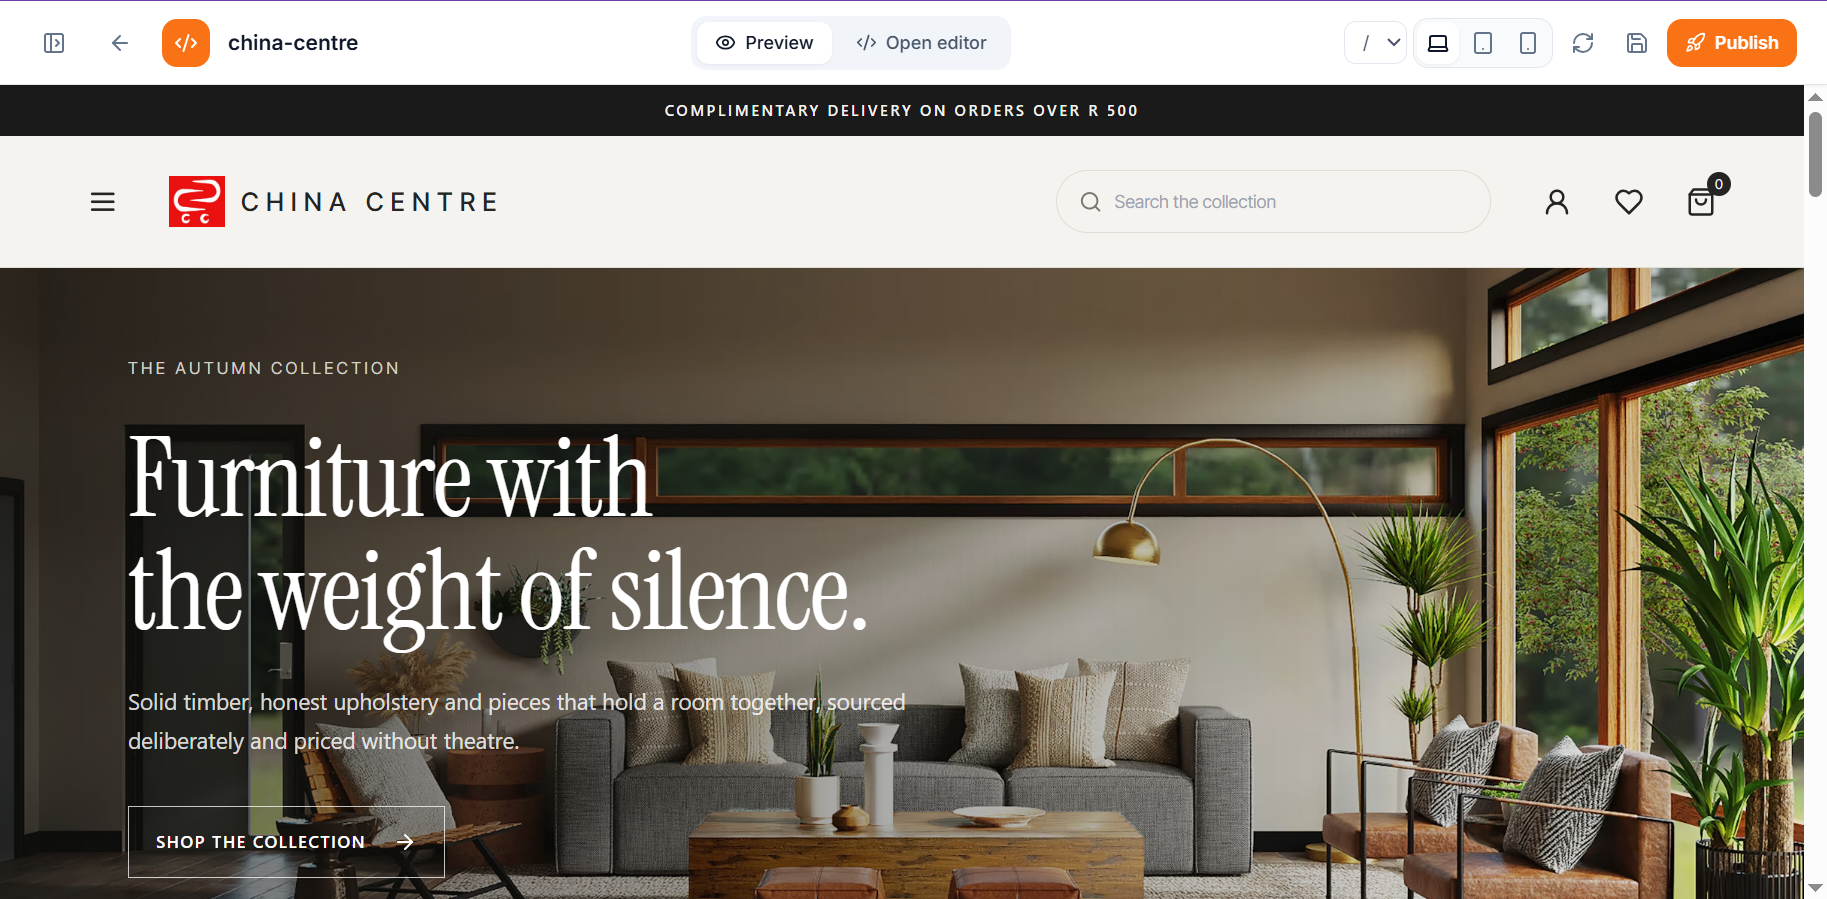 china-centre
Preview
Open editor
/
Publish
COMPLIMENTARY DELIVERY ON ORDERS OVER R 500
CHINA CENTRE
Search the collection
0
THE AUTUMN COLLECTION
Furniture with
the weight of silence.
Solid timber, honest upholstery and pieces that hold a room together, sourced
deliberately and priced without theatre.
SHOP THE COLLECTION